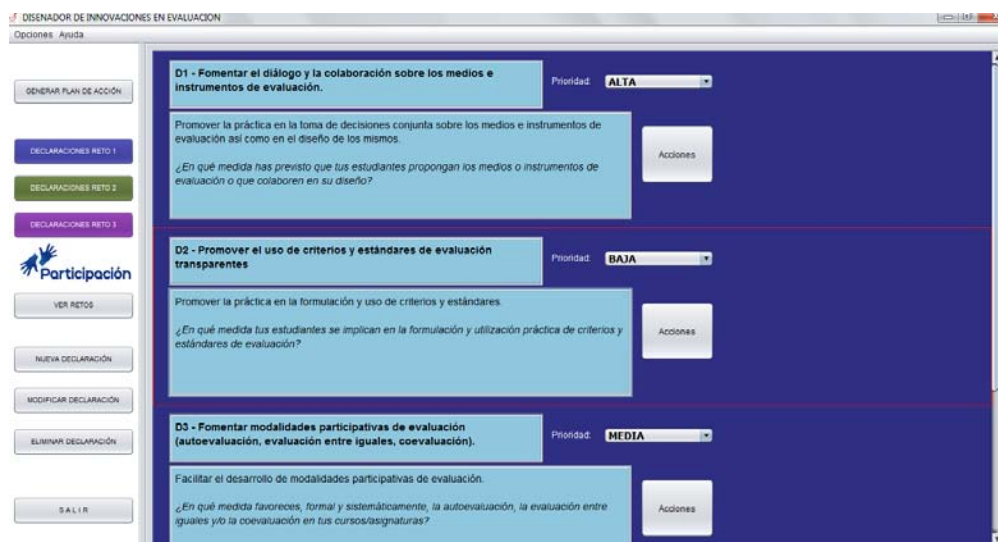 DISENADOR DE INNOVACIONES EN EVALUACION
Opciones Ayuda
GENERAR PLAN DE ACCIÓN
DECLARACIONES RETO 1
DECLARACIONES RETO 2
DECLARACIONES RETO 3
Participación
VER RETOS
NUEVA DECLARACIÓN
MODIFICAR DECLARACIÓN
ELIMINAR DECLARACIÓN
SALIR
D1 - Fomentar el diálogo y la colaboración sobre los medios e
instrumentos de evaluación.
Prioridad: ALTA
Promover la práctica en la toma de decisiones conjunta sobre los medios e instrumentos de
evaluación así como en el diseño de los mismos.
¿En qué medida has previsto que tus estudiantes propongan los medios o instrumentos de
evaluación o que colaboren en su diseño?
Acciones
D2 - Promover el uso de criterios y estándares de evaluación
transparentes
Prioridad: BAJA
Promover la práctica en la formulación y uso de criterios y estándares
¿En qué medida tus estudiantes se implican en la formulación y utilización práctica de criterios y
estándares de evaluación?
Acciones
D3 - Fomentar modalidades participativas de evaluación
(autoevaluación, evaluación entre iguales, coevaluación).
Prioridad: MEDIA
Facilitar el desarrollo de modalidades participativas de evaluación.
¿En qué medida favoreces, formal y sistemáticamente, la autoevaluación, la evaluación entre
iguales y/o la coevaluación en tus cursos/asignaturas?
Acciones